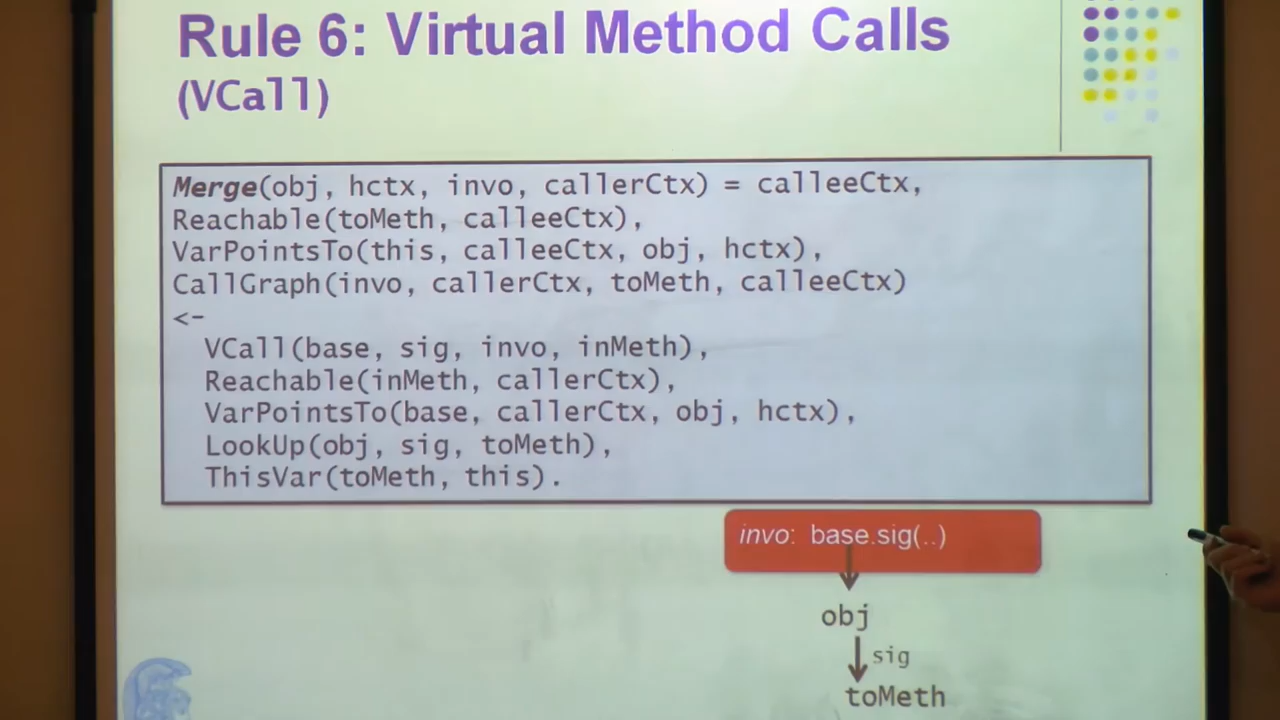 Rule 6: Virtual Method Calls
(VCall)
Merge(obj, hctx, invo, callerCtx) = calleeCtx,
Reachable(toMeth, calleeCtx),
VarPointsTo(this, calleeCtx, obj, hctx),
CallGraph(invo, callerCtx, toMeth, calleeCtx)
<-
VCall(base, sig, invo, inMeth),
Reachable(inMeth, callerCtx),
VarPointsTo(base, callerCtx, obj, hctx),
LookUp(obj, sig, toMeth),
ThisVar(toMeth, this).
invo: base.sig(..)
obj
sig
toMeth